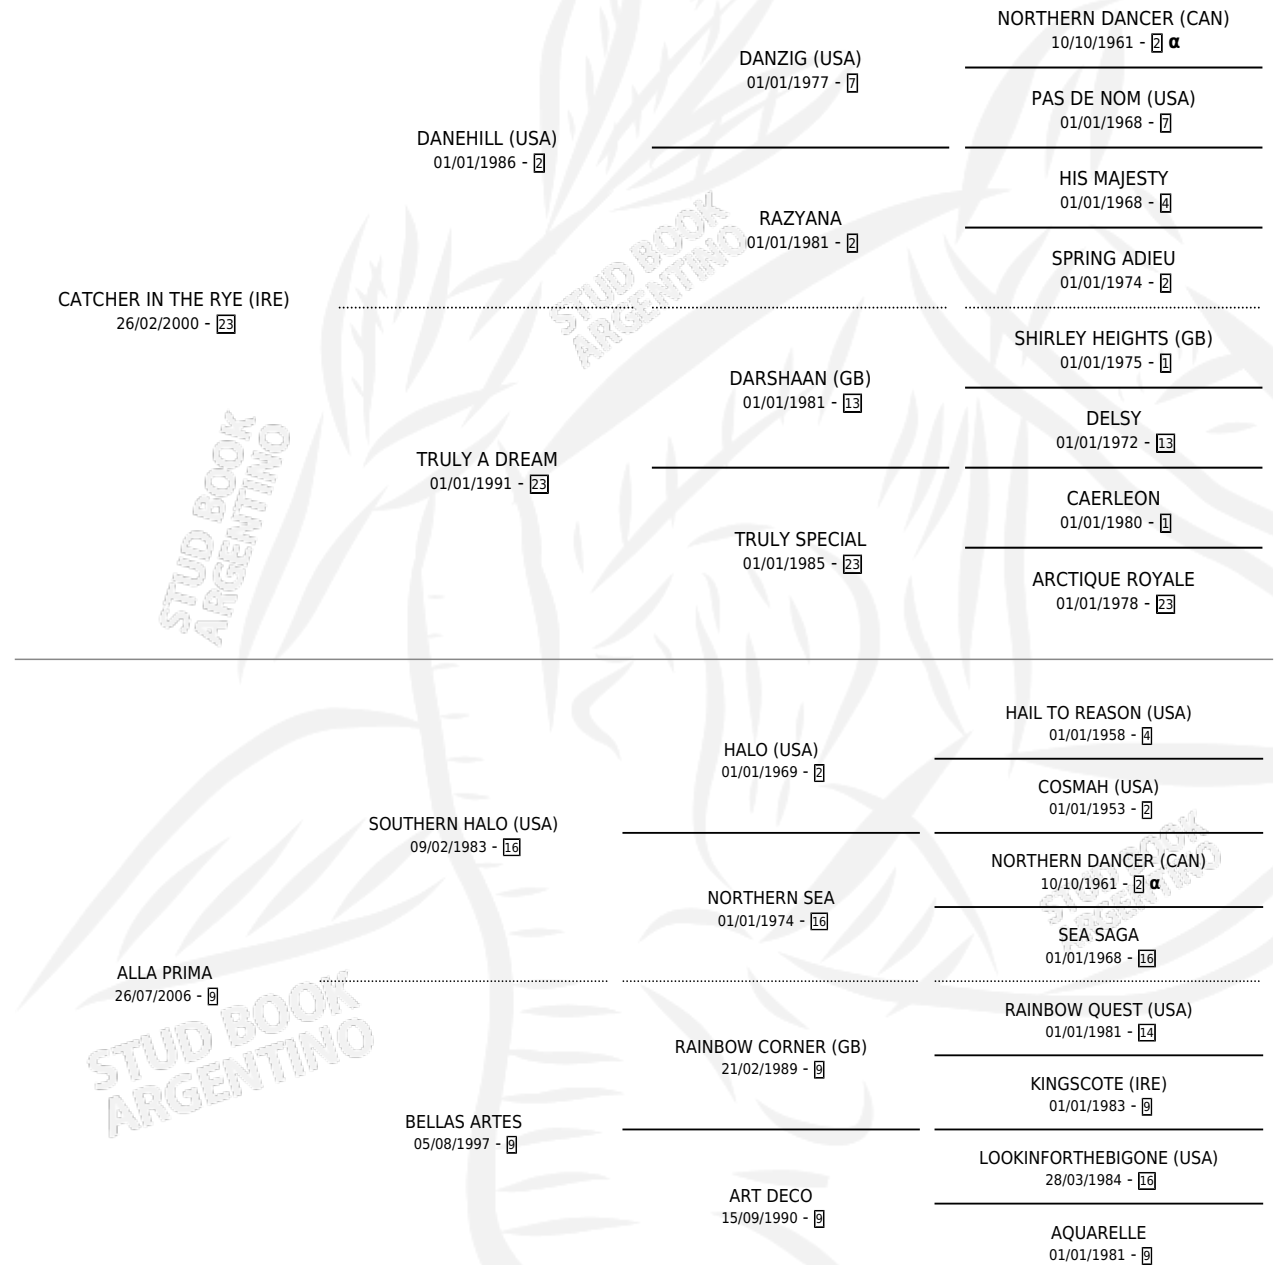 NORTHERN DANCER (CAN)
10/10/1961 - 2 α
DANZIG (USA)
01/01/1977 - 7
PAS DE NOM (USA)
01/01/1968 - 7
DANEHILL (USA)
01/01/1986 - 2
HIS MAJESTY
01/01/1968 - 4
RAZYANA
01/01/1981 - 2
SPRING ADIEU
01/01/1974 - 2
STUD BOOK
ARGENTINO
CATCHER IN THE RYE (IRE)
26/02/2000 - 23
SHIRLEY HEIGHTS (GB)
01/01/1975 - 1
DARSHAAN (GB)
01/01/1981 - 13
DELSY
01/01/1972 - 13
TRULY A DREAM
01/01/1991 - 23
CAERLEON
01/01/1980 - 1
TRULY SPECIAL
01/01/1985 - 23
ARCTIQUE ROYALE
01/01/1978 - 23
STUD BOOK
ARGENTINO
HAIL TO REASON (USA)
01/01/1958 - 4
HALO (USA)
01/01/1969 - 2
COSMAH (USA)
01/01/1953 - 2
SOUTHERN HALO (USA)
09/02/1983 - 16
NORTHERN DANCER (CAN)
10/10/1961 - 2 α
NORTHERN SEA
01/01/1974 - 16
SEA SAGA
01/01/1968 - 16
STUD BOOK
ARGENTINO
ALLA PRIMA
26/07/2006 - 9
RAINBOW QUEST (USA)
01/01/1981 - 14
RAINBOW CORNER (GB)
21/02/1989 - 9
KINGSCOTE (IRE)
01/01/1983 - 9
STUD BOOK
ARGENTINO
BELLAS ARTES
05/08/1997 - 9
LOOKINFORTHEBIGONE (USA)
28/03/1984 - 16
ART DECO
15/09/1990 - 9
AQUARELLE
01/01/1981 - 9